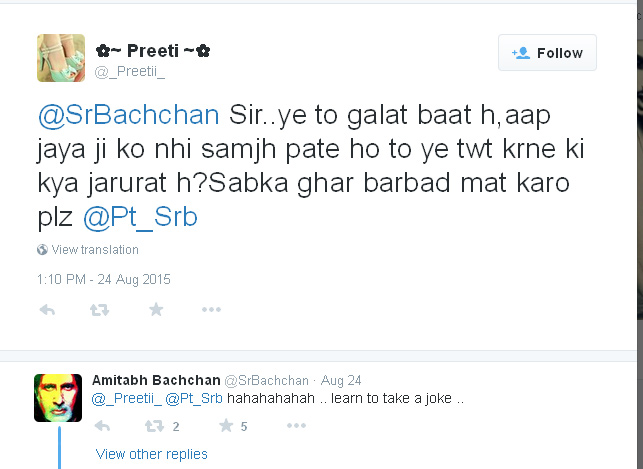 ✿~ Preeti ~✿
@_Preetii_
Follow
@SrBachchan Sir..ye to galat baat h,aap
jaya ji ko nhi samjh pate ho to ye twt krne ki
kya jarurat h?Sabka ghar barbad mat karo
plz @Pt_Srb
View translation
1:10 PM - 24 Aug 2015
Amitabh Bachchan @SrBachchan · Aug 24
@_Preetii_ @Pt_Srb hahahahahah .. learn to take a joke ..
2 5
View other replies